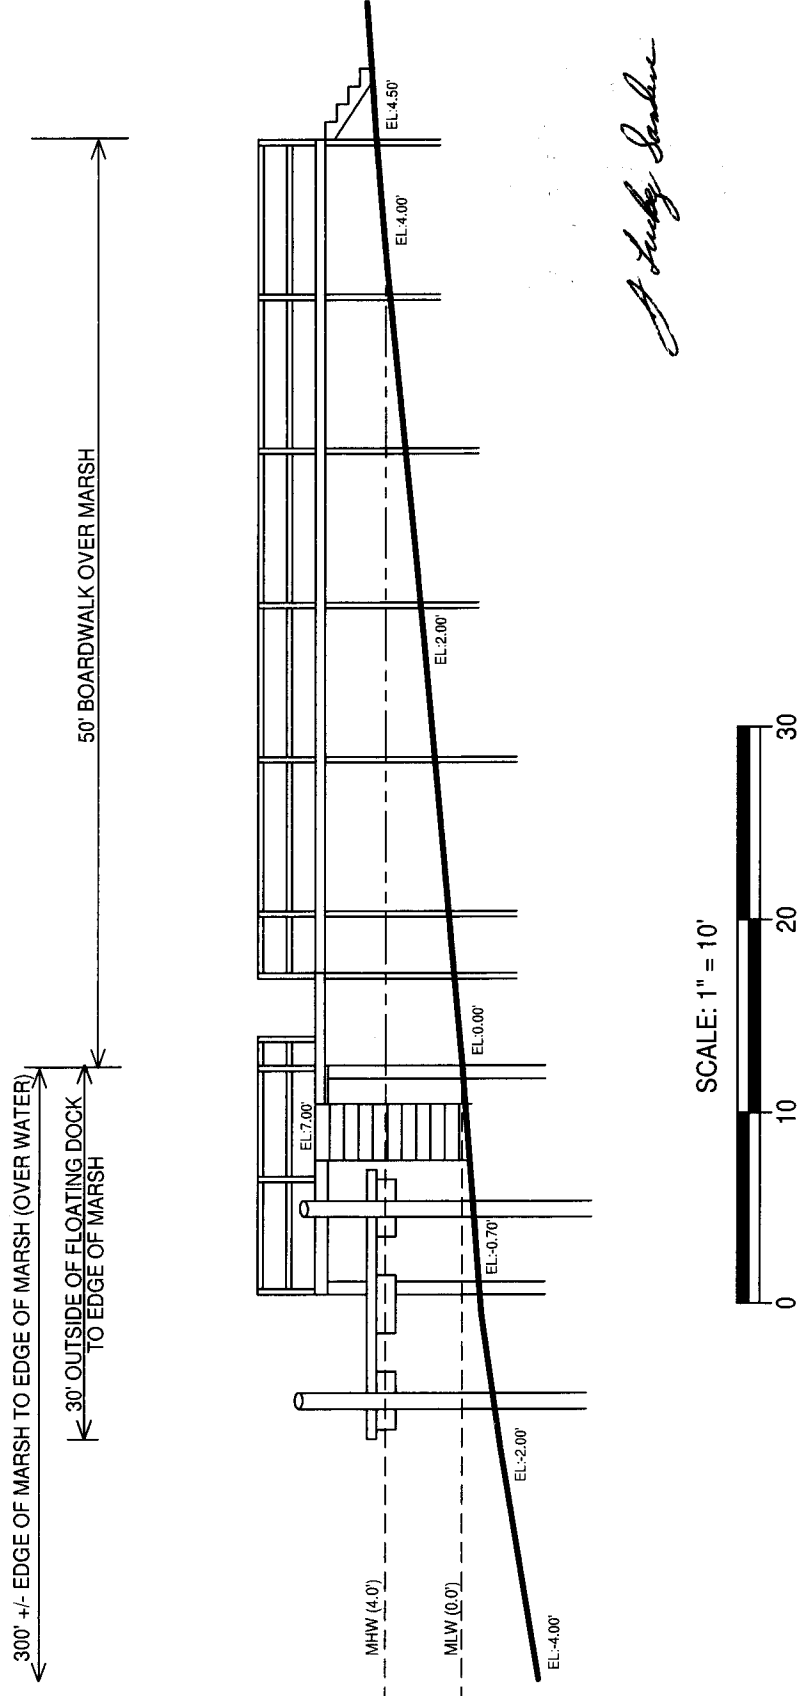 300' +/- EDGE OF MARSH TO EDGE OF MARSH (OVER WATER)
30' OUTSIDE OF FLOATING DOCK
TO EDGE OF MARSH
50' BOARDWALK OVER MARSH
EL:7.00'
MHW (4.0')
MLW (0.0')
EL:-4.00'
EL:-2.00'
EL:-0.70'
EL:0.00'
EL:2.00'
EL:4.00'
EL:4.50'
SCALE: 1" = 10'
0
10
20
30